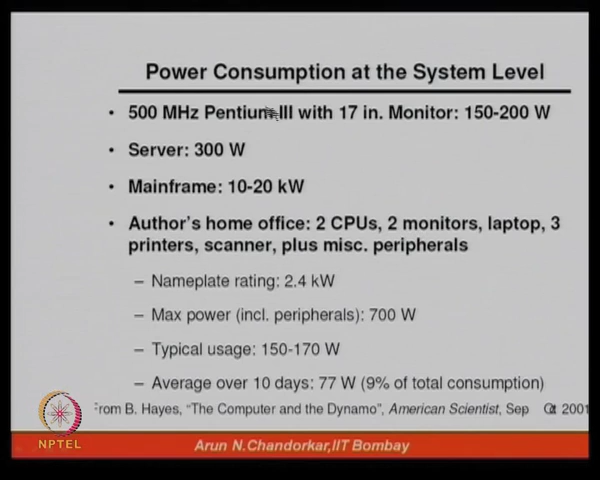 Power Consumption at the System Level
• 500 MHz Pentium III with 17 in. Monitor: 150-200 W
• Server: 300 W
• Mainframe: 10-20 kW
• Author's home office: 2 CPUs, 2 monitors, laptop, 3
printers, scanner, plus misc. peripherals
– Nameplate rating: 2.4 kW
– Max power (incl. peripherals): 700 W
– Typical usage: 150-170 W
– Average over 10 days: 77 W (9% of total consumption)
From B. Hayes, "The Computer and the Dynamo", American Scientist, Sep 2001
NPTEL
Arun N.Chandorkar,IIT Bombay